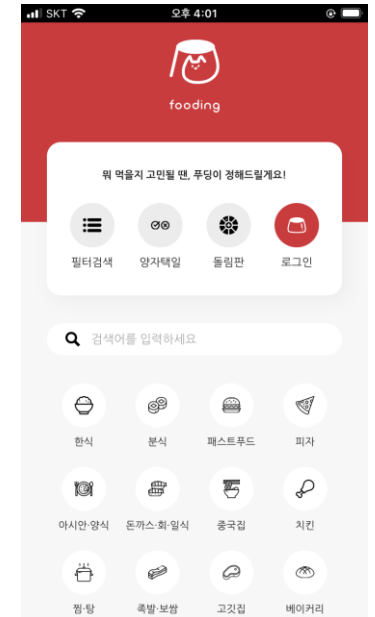 SKT 오후 4:01
fooding
뭐 먹을지 고민될 땐, 푸딩이 정해드릴게요!
필터검색 양자택일 돌림판 로그인
검색어를 입력하세요
한식 분식 패스트푸드 피자
아시안·양식 돈까스·회·일식 중국집 치킨
찜·탕 족발·보쌈 고깃집 베이커리